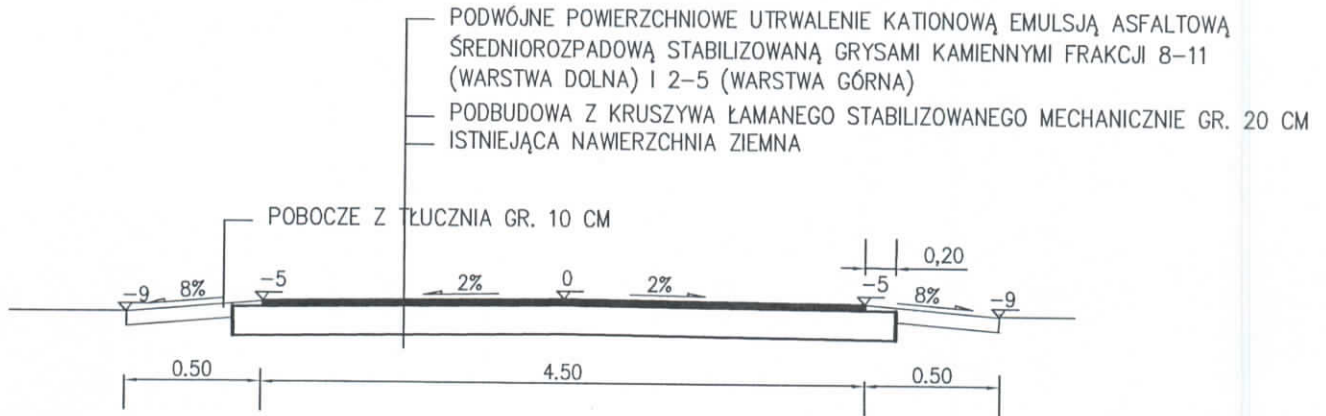 PODWÓJNE POWIERZCHNIOWE UTRWALENIE KATIONOWĄ EMULSJĄ ASFALTOWĄ
ŚREDNIOROZPADOWĄ STABILIZOWANĄ GRYSAMI KAMIENNYMI FRAKCJI 8–11
(WARSTWA DOLNA) I 2–5 (WARSTWA GÓRNA)
PODBUDOWA Z KRUSZYWA ŁAMANEGO STABILIZOWANEGO MECHANICZNIE GR. 20 CM
ISTNIEJĄCA NAWIERZCHNIA ZIEMNA
POBOCZE Z TŁUCZNIA GR. 10 CM
0,20
–9 8% –5 2% 0 2% –5 8% –9
0.50 4.50 0.50